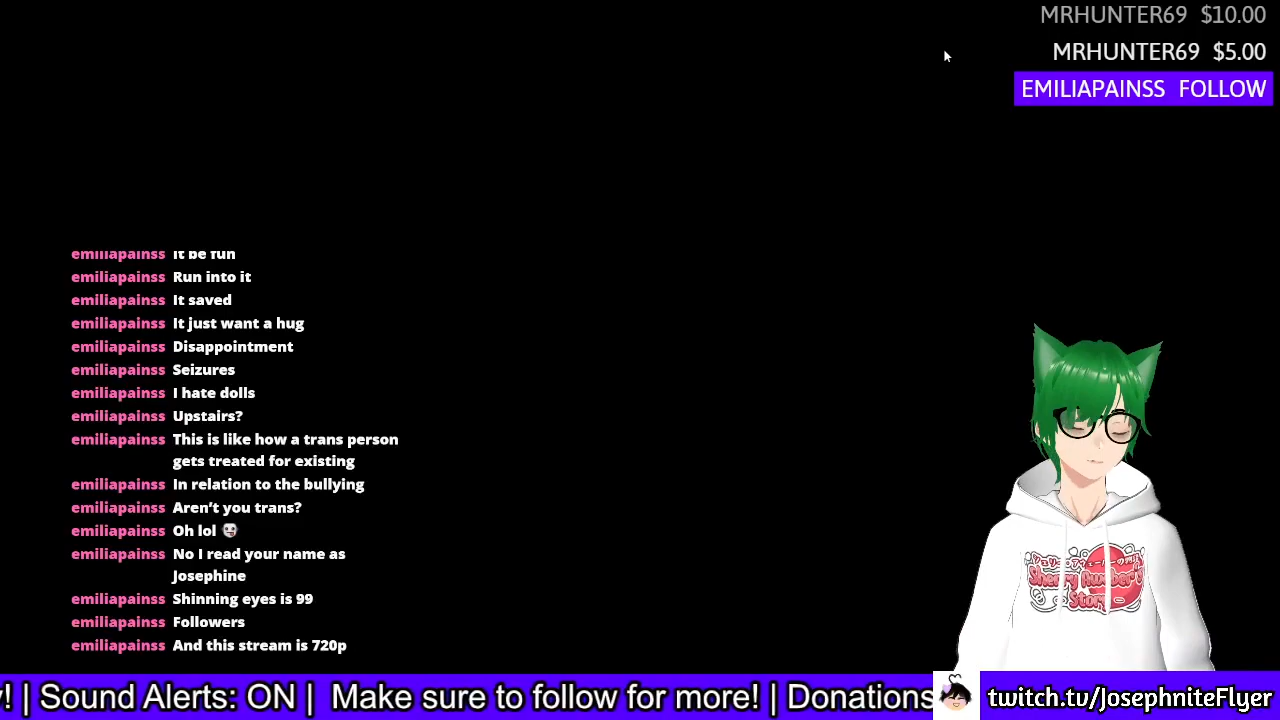 MRHUNTER69 $10.00
MRHUNTER69 $5.00
EMILIAPAINSS FOLLOW
emiliapainss It be fun
emiliapainss Run into it
emiliapainss It saved
emiliapainss It just want a hug
emiliapainss Disappointment
emiliapainss Seizures
emiliapainss I hate dolls
emiliapainss Upstairs?
emiliapainss This is like how a trans person
gets treated for existing
emiliapainss In relation to the bullying
emiliapainss Aren’t you trans?
emiliapainss Oh lol
emiliapainss No I read your name as
Josephine
emiliapainss Shinning eyes is 99
emiliapainss Followers
emiliapainss And this stream is 720p
Story
y! | Sound Alerts: ON | Make sure to follow for more! | Donations
twitch.tv/JosephniteFlyer